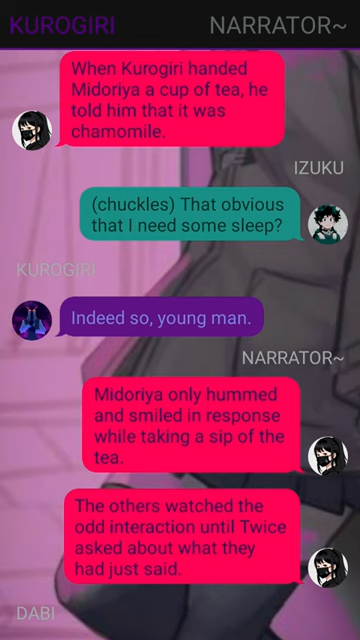 KUROGIRI NARRATOR~
When Kurogiri handed
Midoriya a cup of tea, he
told him that it was
chamomile.
IZUKU
(chuckles) That obvious
that I need some sleep?
KUROGIRI
Indeed so, young man.
NARRATOR~
Midoriya only hummed
and smiled in response
while taking a sip of the
tea.
The others watched the
odd interaction until Twice
asked about what they
had just said.
DABI